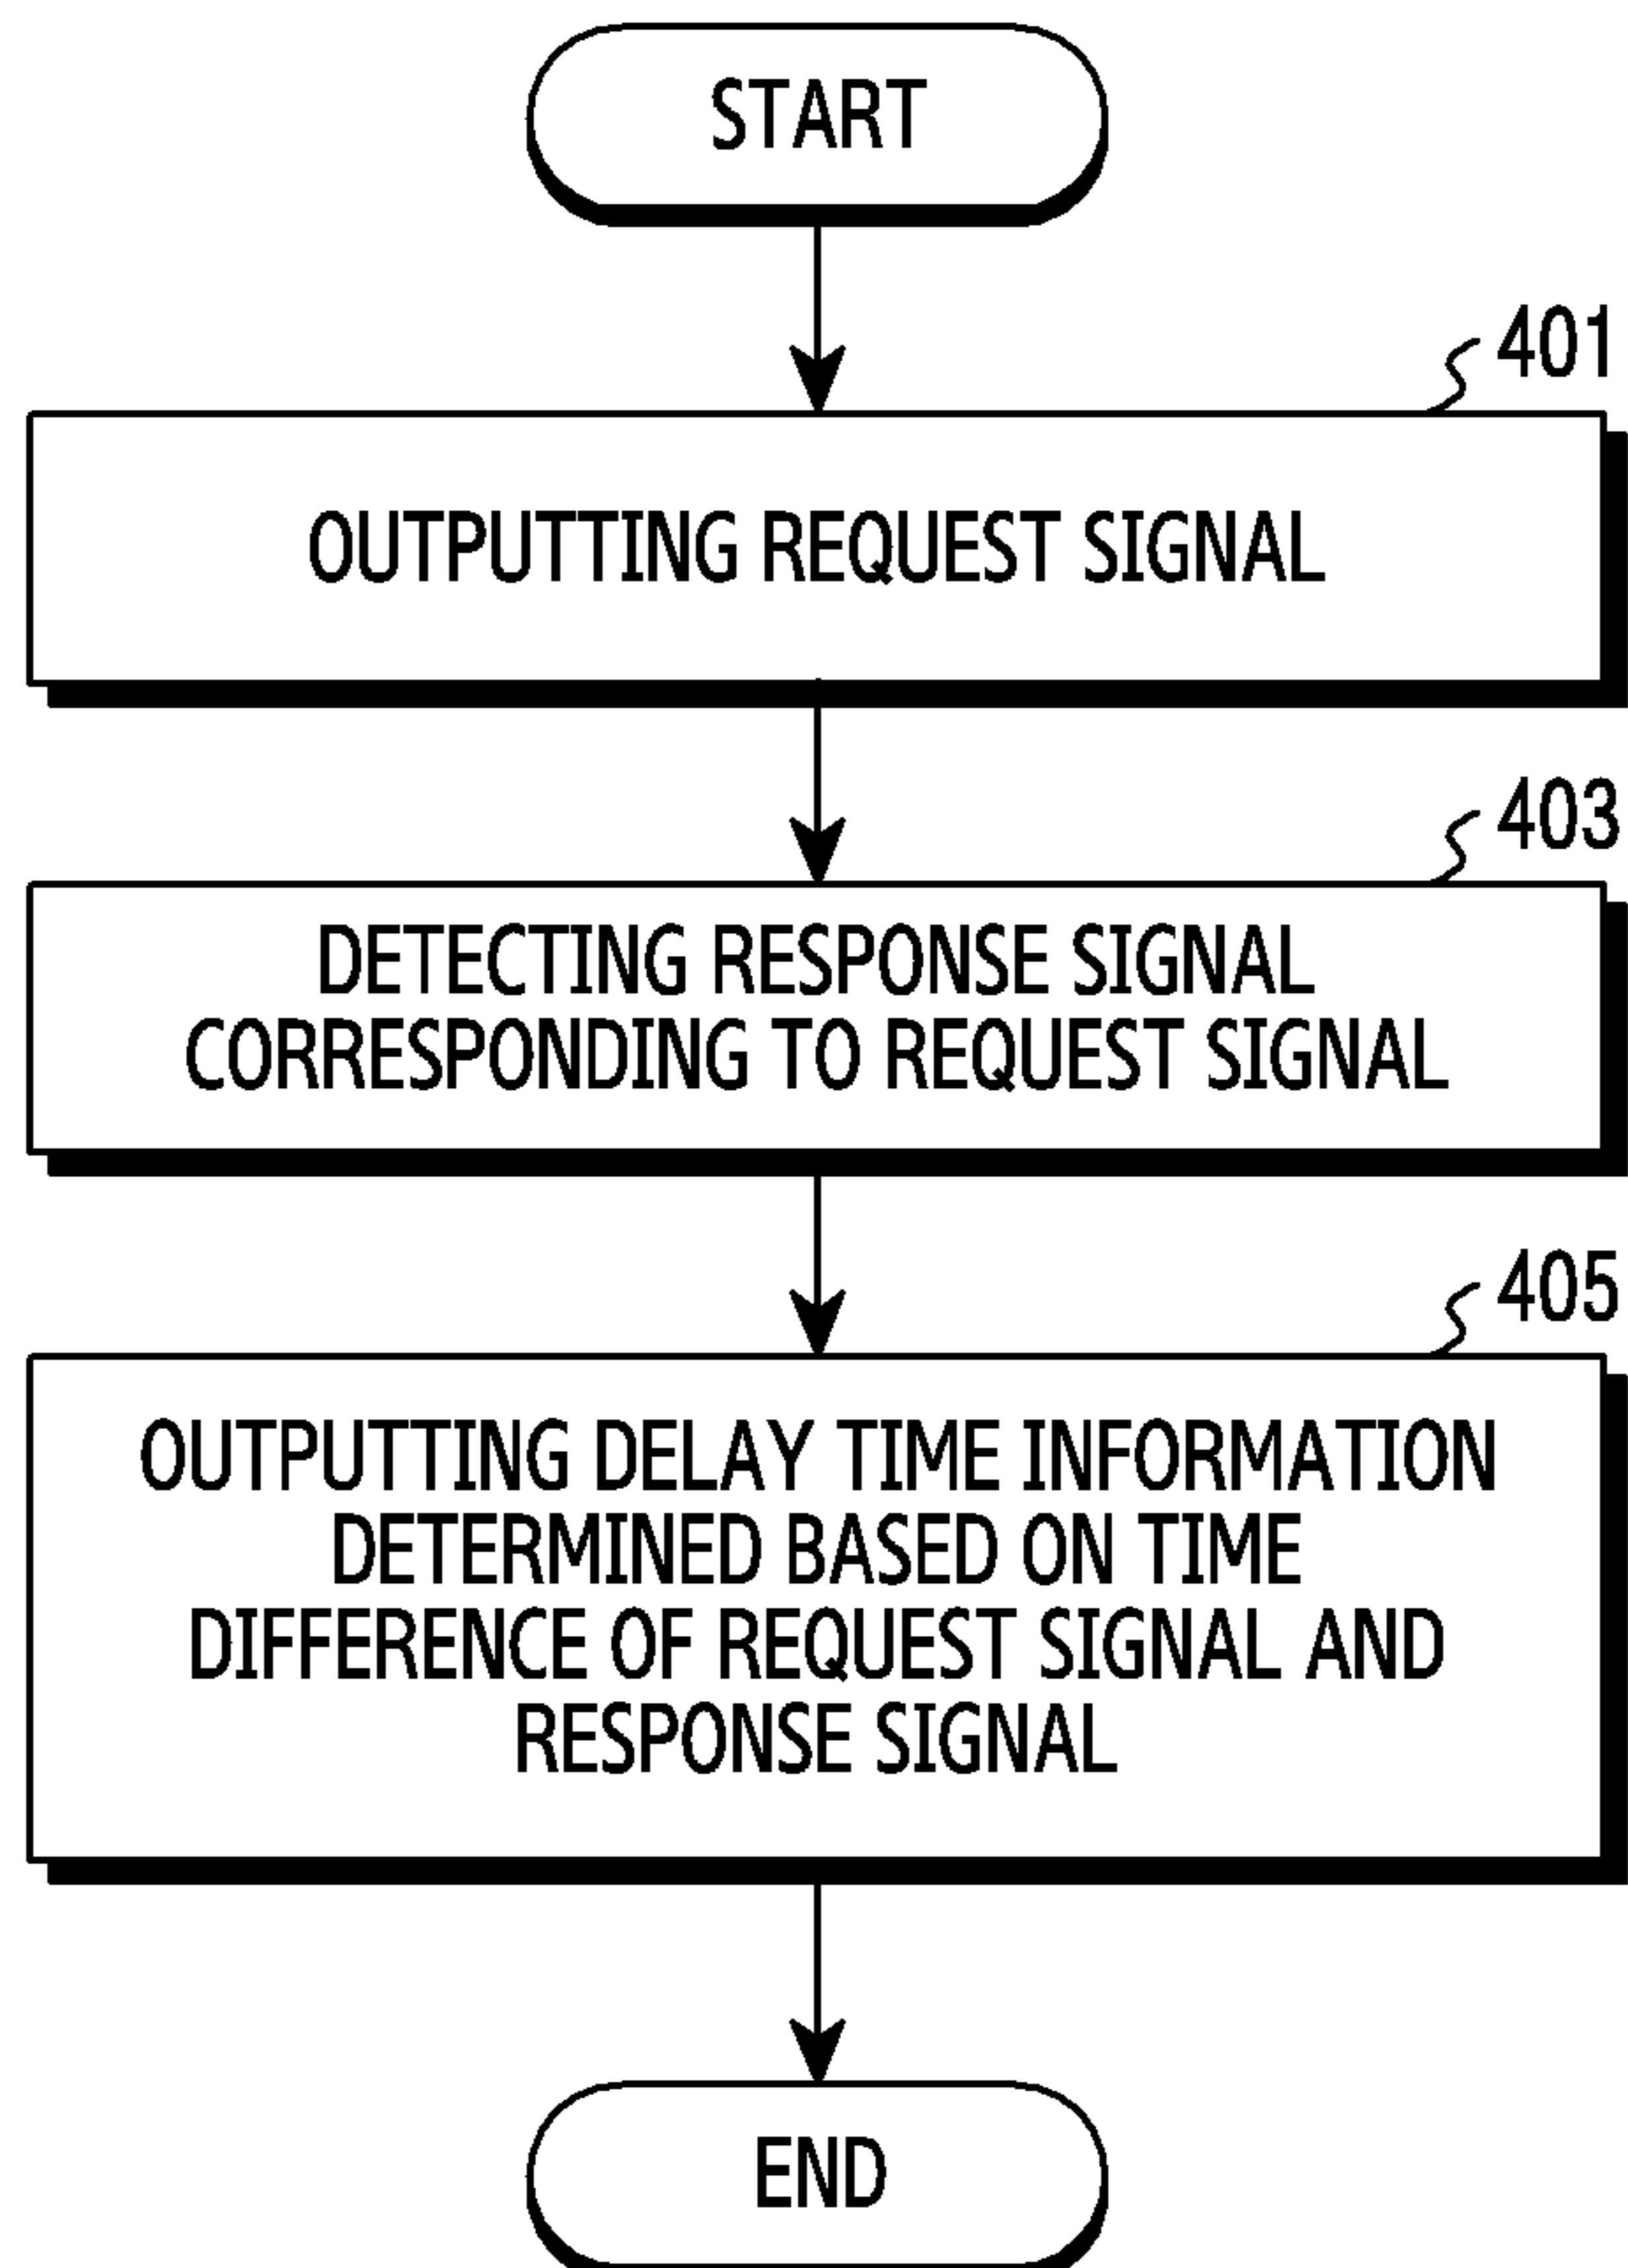 START
401
OUTPUTTING REQUEST SIGNAL
403
DETECTING RESPONSE SIGNAL
CORRESPONDING TO REQUEST SIGNAL
405
OUTPUTTING DELAY TIME INFORMATION
DETERMINED BASED ON TIME
DIFFERENCE OF REQUEST SIGNAL AND
RESPONSE SIGNAL
END